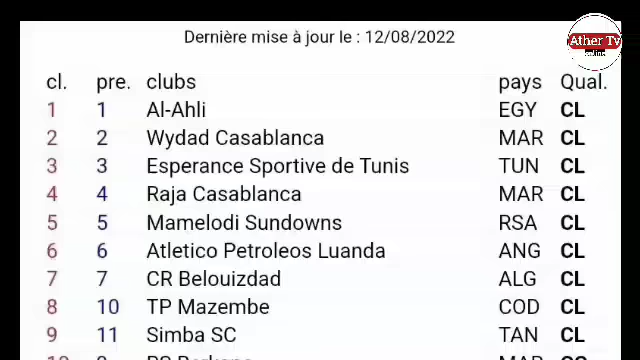 Dernière mise à jour le : 12/08/2022
Ather Tv
online
cl. pre. clubs pays Qual.
1 1 Al-Ahli EGY CL
2 2 Wydad Casablanca MAR CL
3 3 Esperance Sportive de Tunis TUN CL
4 4 Raja Casablanca MAR CL
5 5 Mamelodi Sundowns RSA CL
6 6 Atletico Petroleos Luanda ANG CL
7 7 CR Belouizdad ALG CL
8 10 TP Mazembe COD CL
9 11 Simba SC TAN CL